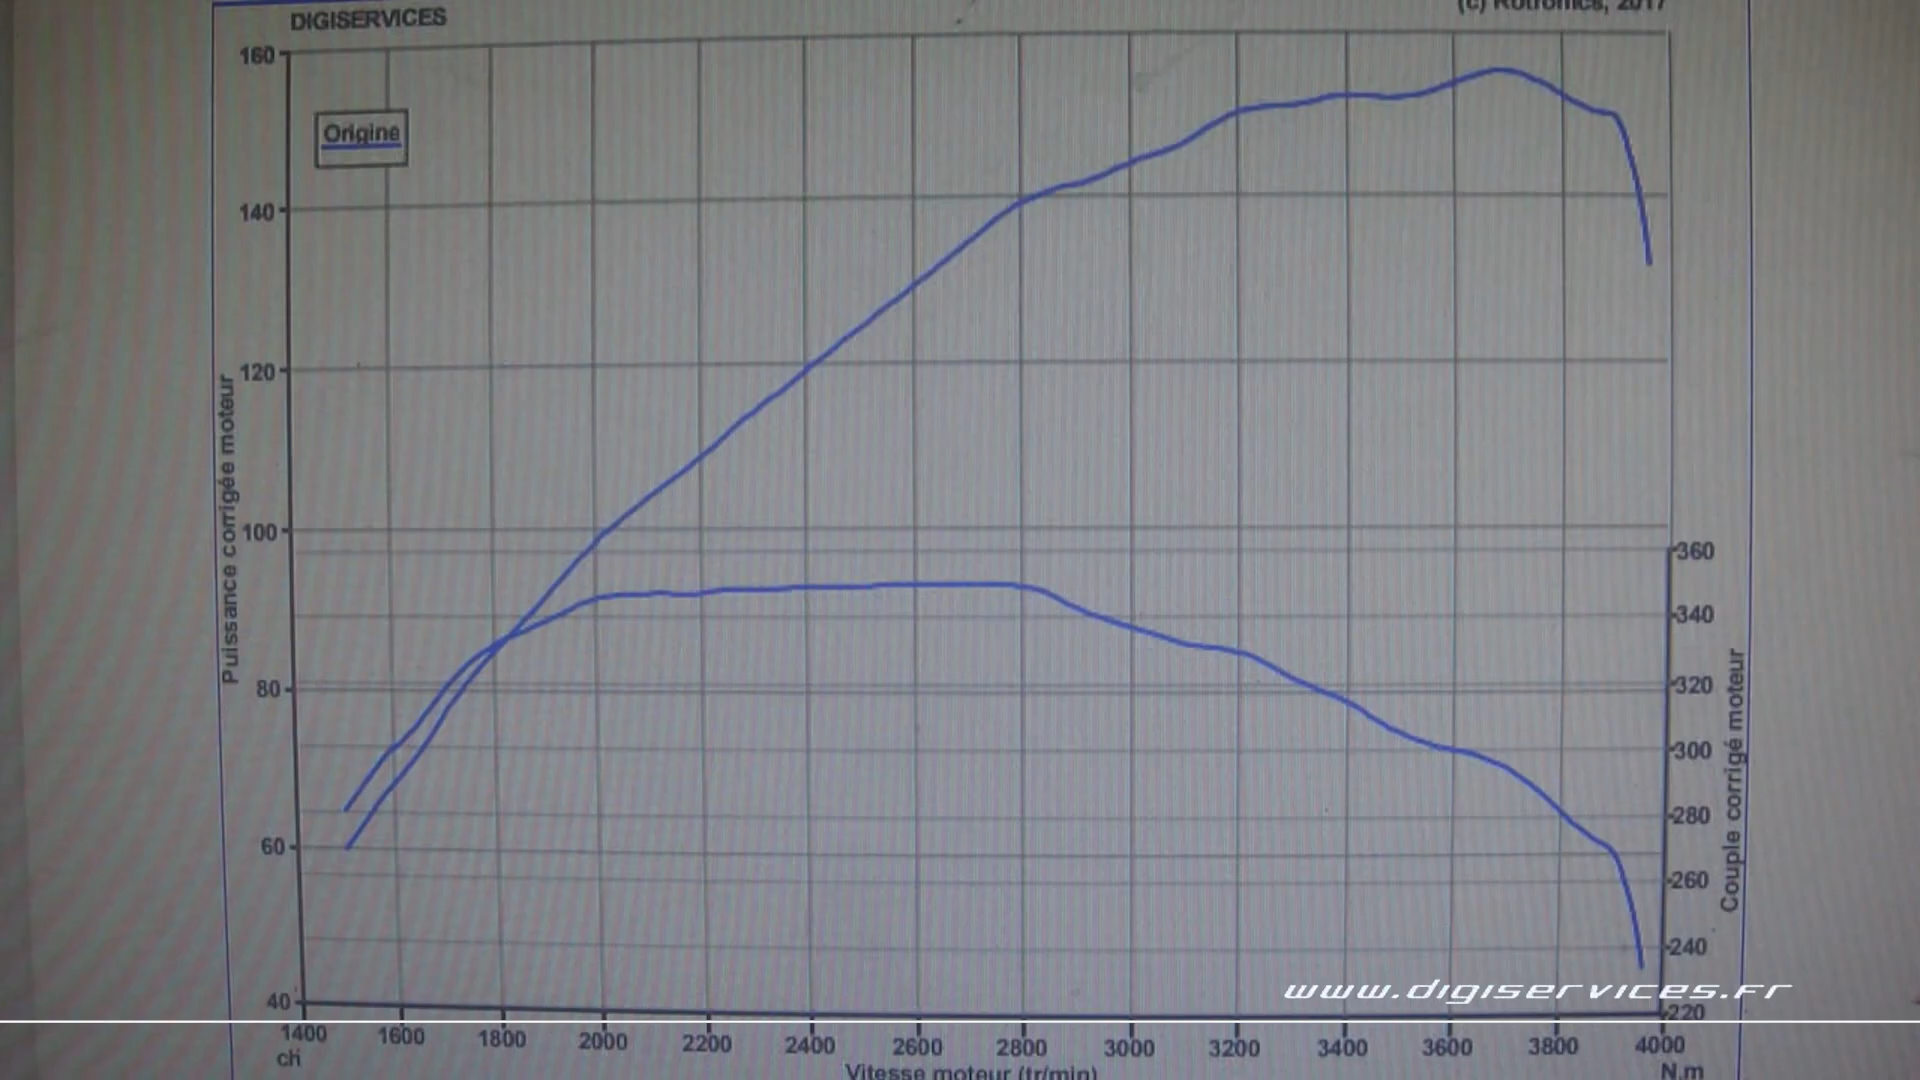 DIGISERVICES
(c) Rotronics, 2017
Origine
160
140
120
100
80
60
40
Puissance corrigée moteur
360
340
320
300
280
260
240
220
Couple corrigé moteur
www.digiservices.fr
1400 1600 1800 2000 2200 2400 2600 2800 3000 3200 3400 3600 3800 4000
ch
Vitesse moteur (tr/min)
N.m